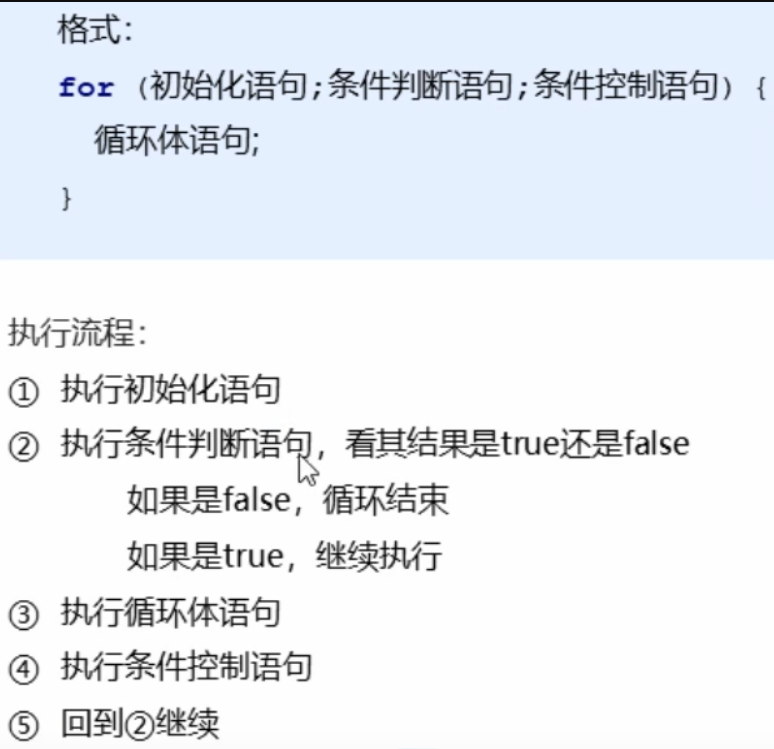 格式：
for (初始化语句;条件判断语句;条件控制语句) {
循环体语句;
}
执行流程：
① 执行初始化语句
② 执行条件判断语句，看其结果是true还是false
如果是false，循环结束
如果是true，继续执行
③ 执行循环体语句
④ 执行条件控制语句
⑤ 回到②继续